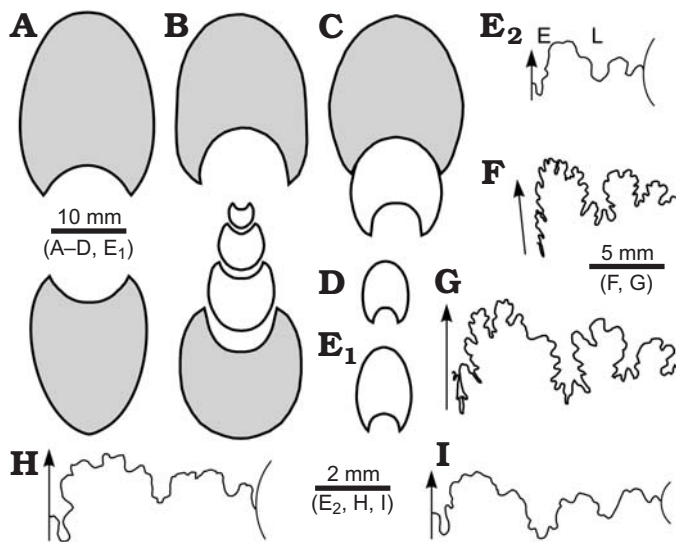 A B C E2
E L
F
10 mm
(A–D, E1)
5 mm
(F, G)
D
G
E1
H
2 mm
(E2, H, I)
I